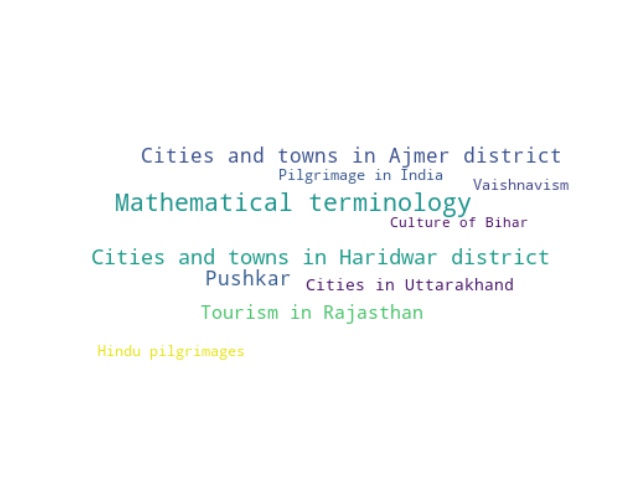 Cities and towns in Ajmer district
Pilgrimage in India
Vaishnavism
Mathematical terminology
Culture of Bihar
Cities and towns in Haridwar district
Pushkar
Cities in Uttarakhand
Tourism in Rajasthan
Hindu pilgrimages